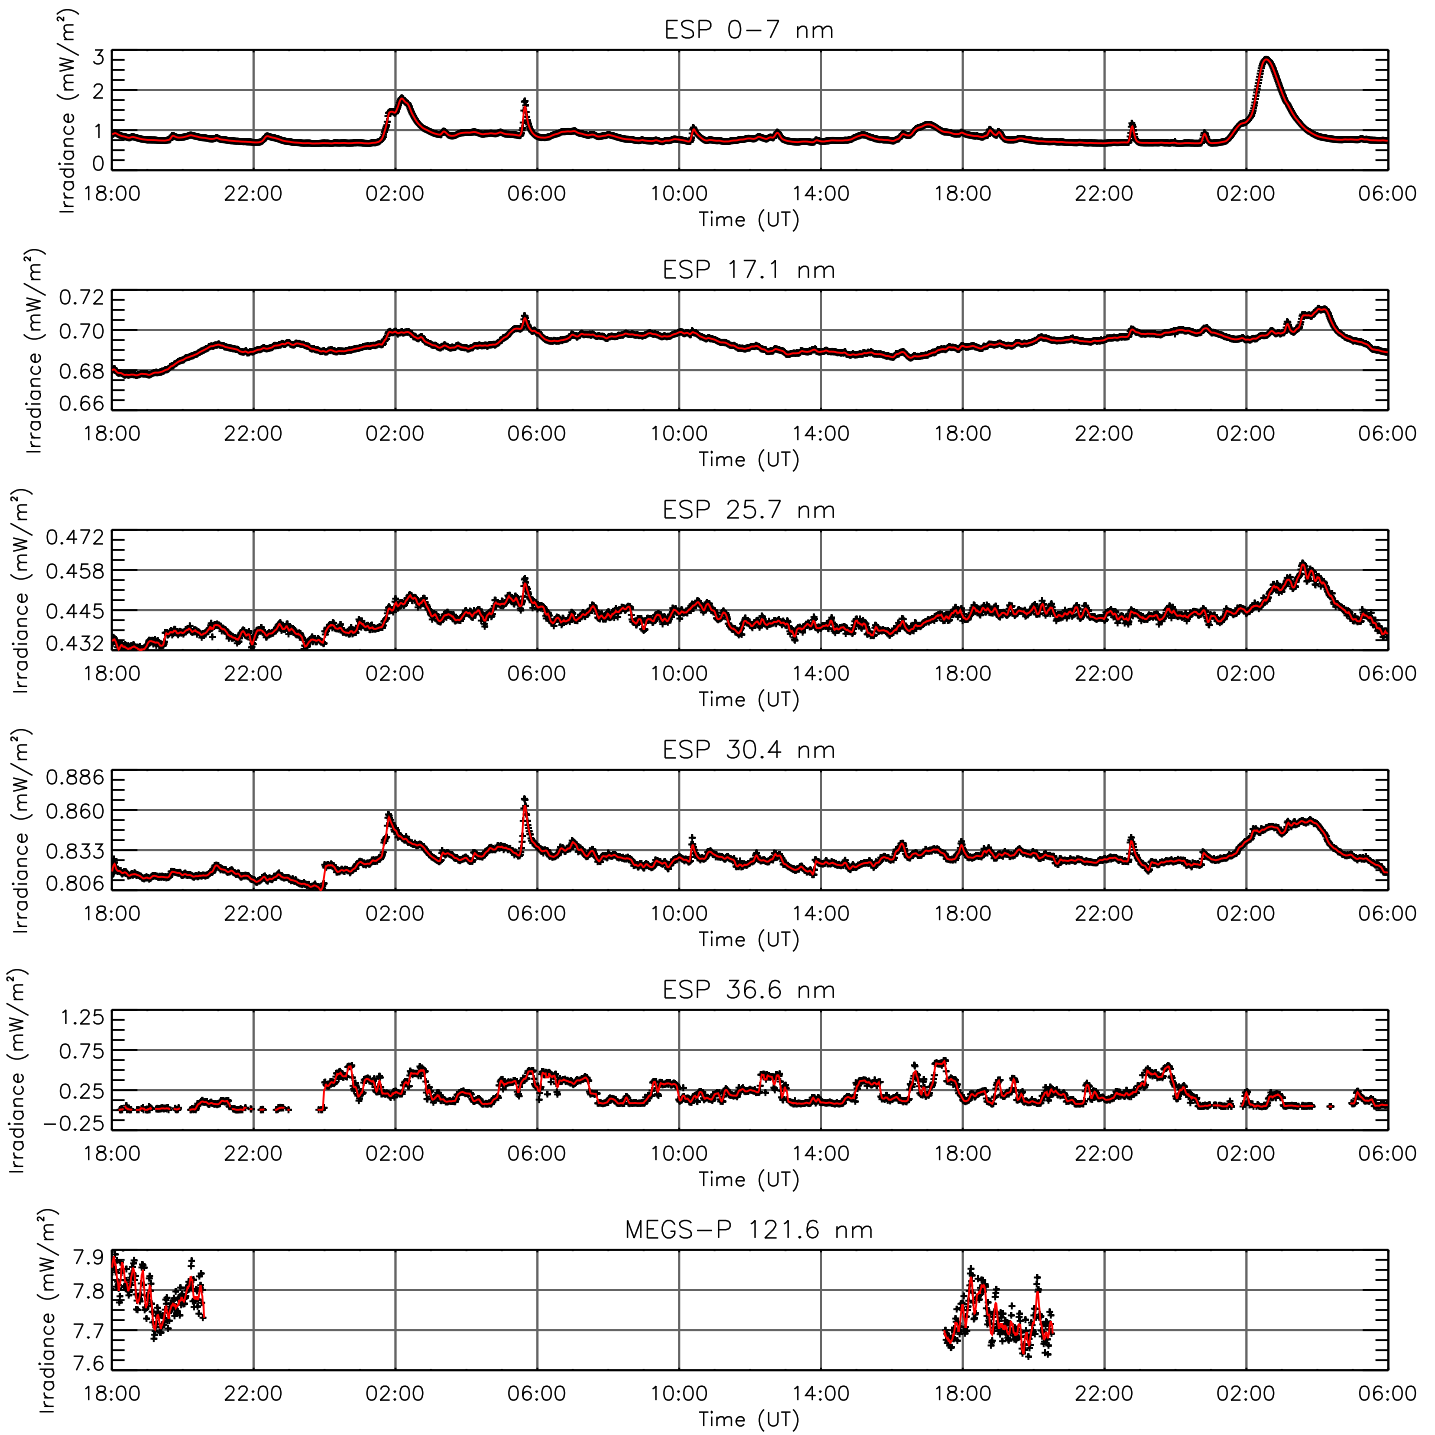 ESP 0−7 nm
Irradiance (mW/m²)
3
2
1
0
18:00 22:00 02:00 06:00 10:00 14:00 18:00 22:00 02:00 06:00
Time (UT)
ESP 17.1 nm
Irradiance (mW/m²)
0.72
0.70
0.68
0.66
18:00 22:00 02:00 06:00 10:00 14:00 18:00 22:00 02:00 06:00
Time (UT)
ESP 25.7 nm
Irradiance (mW/m²)
0.472
0.458
0.445
0.432
18:00 22:00 02:00 06:00 10:00 14:00 18:00 22:00 02:00 06:00
Time (UT)
ESP 30.4 nm
Irradiance (mW/m²)
0.886
0.860
0.833
0.806
18:00 22:00 02:00 06:00 10:00 14:00 18:00 22:00 02:00 06:00
Time (UT)
ESP 36.6 nm
Irradiance (mW/m²)
1.25
0.75
0.25
−0.25
18:00 22:00 02:00 06:00 10:00 14:00 18:00 22:00 02:00 06:00
Time (UT)
MEGS−P 121.6 nm
Irradiance (mW/m²)
7.9
7.8
7.7
7.6
18:00 22:00 02:00 06:00 10:00 14:00 18:00 22:00 02:00 06:00
Time (UT)